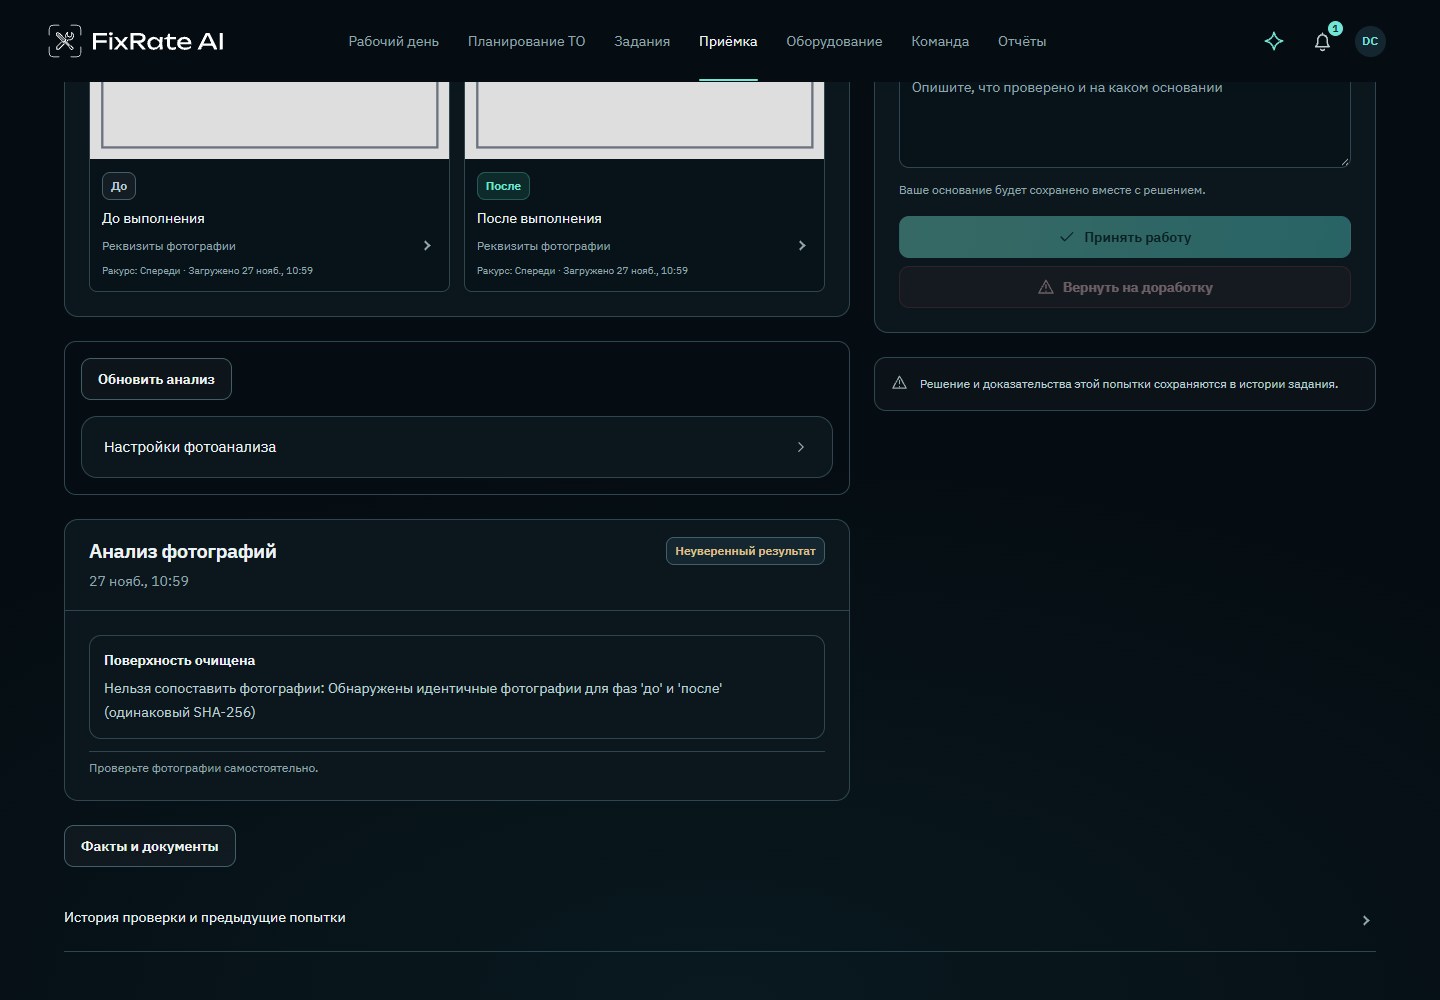 FixRate AI
Рабочий день
Планирование ТО
Задания
Приёмка
Оборудование
Команда
Отчёты
1
DC
До
До выполнения
Реквизиты фотографии
Ракурс: Спереди · Загружено 27 нояб., 10:59
После
После выполнения
Реквизиты фотографии
Ракурс: Спереди · Загружено 27 нояб., 10:59
Обновить анализ
Настройки фотоанализа
Анализ фотографий
Неуверенный результат
27 нояб., 10:59
Поверхность очищена
Нельзя сопоставить фотографии: Обнаружены идентичные фотографии для фаз 'до' и 'после'
(одинаковый SHA-256)
Проверьте фотографии самостоятельно.
Факты и документы
История проверки и предыдущие попытки
Опишите, что проверено и на каком основании
Ваше основание будет сохранено вместе с решением.
Принять работу
Вернуть на доработку
Решение и доказательства этой попытки сохраняются в истории задания.